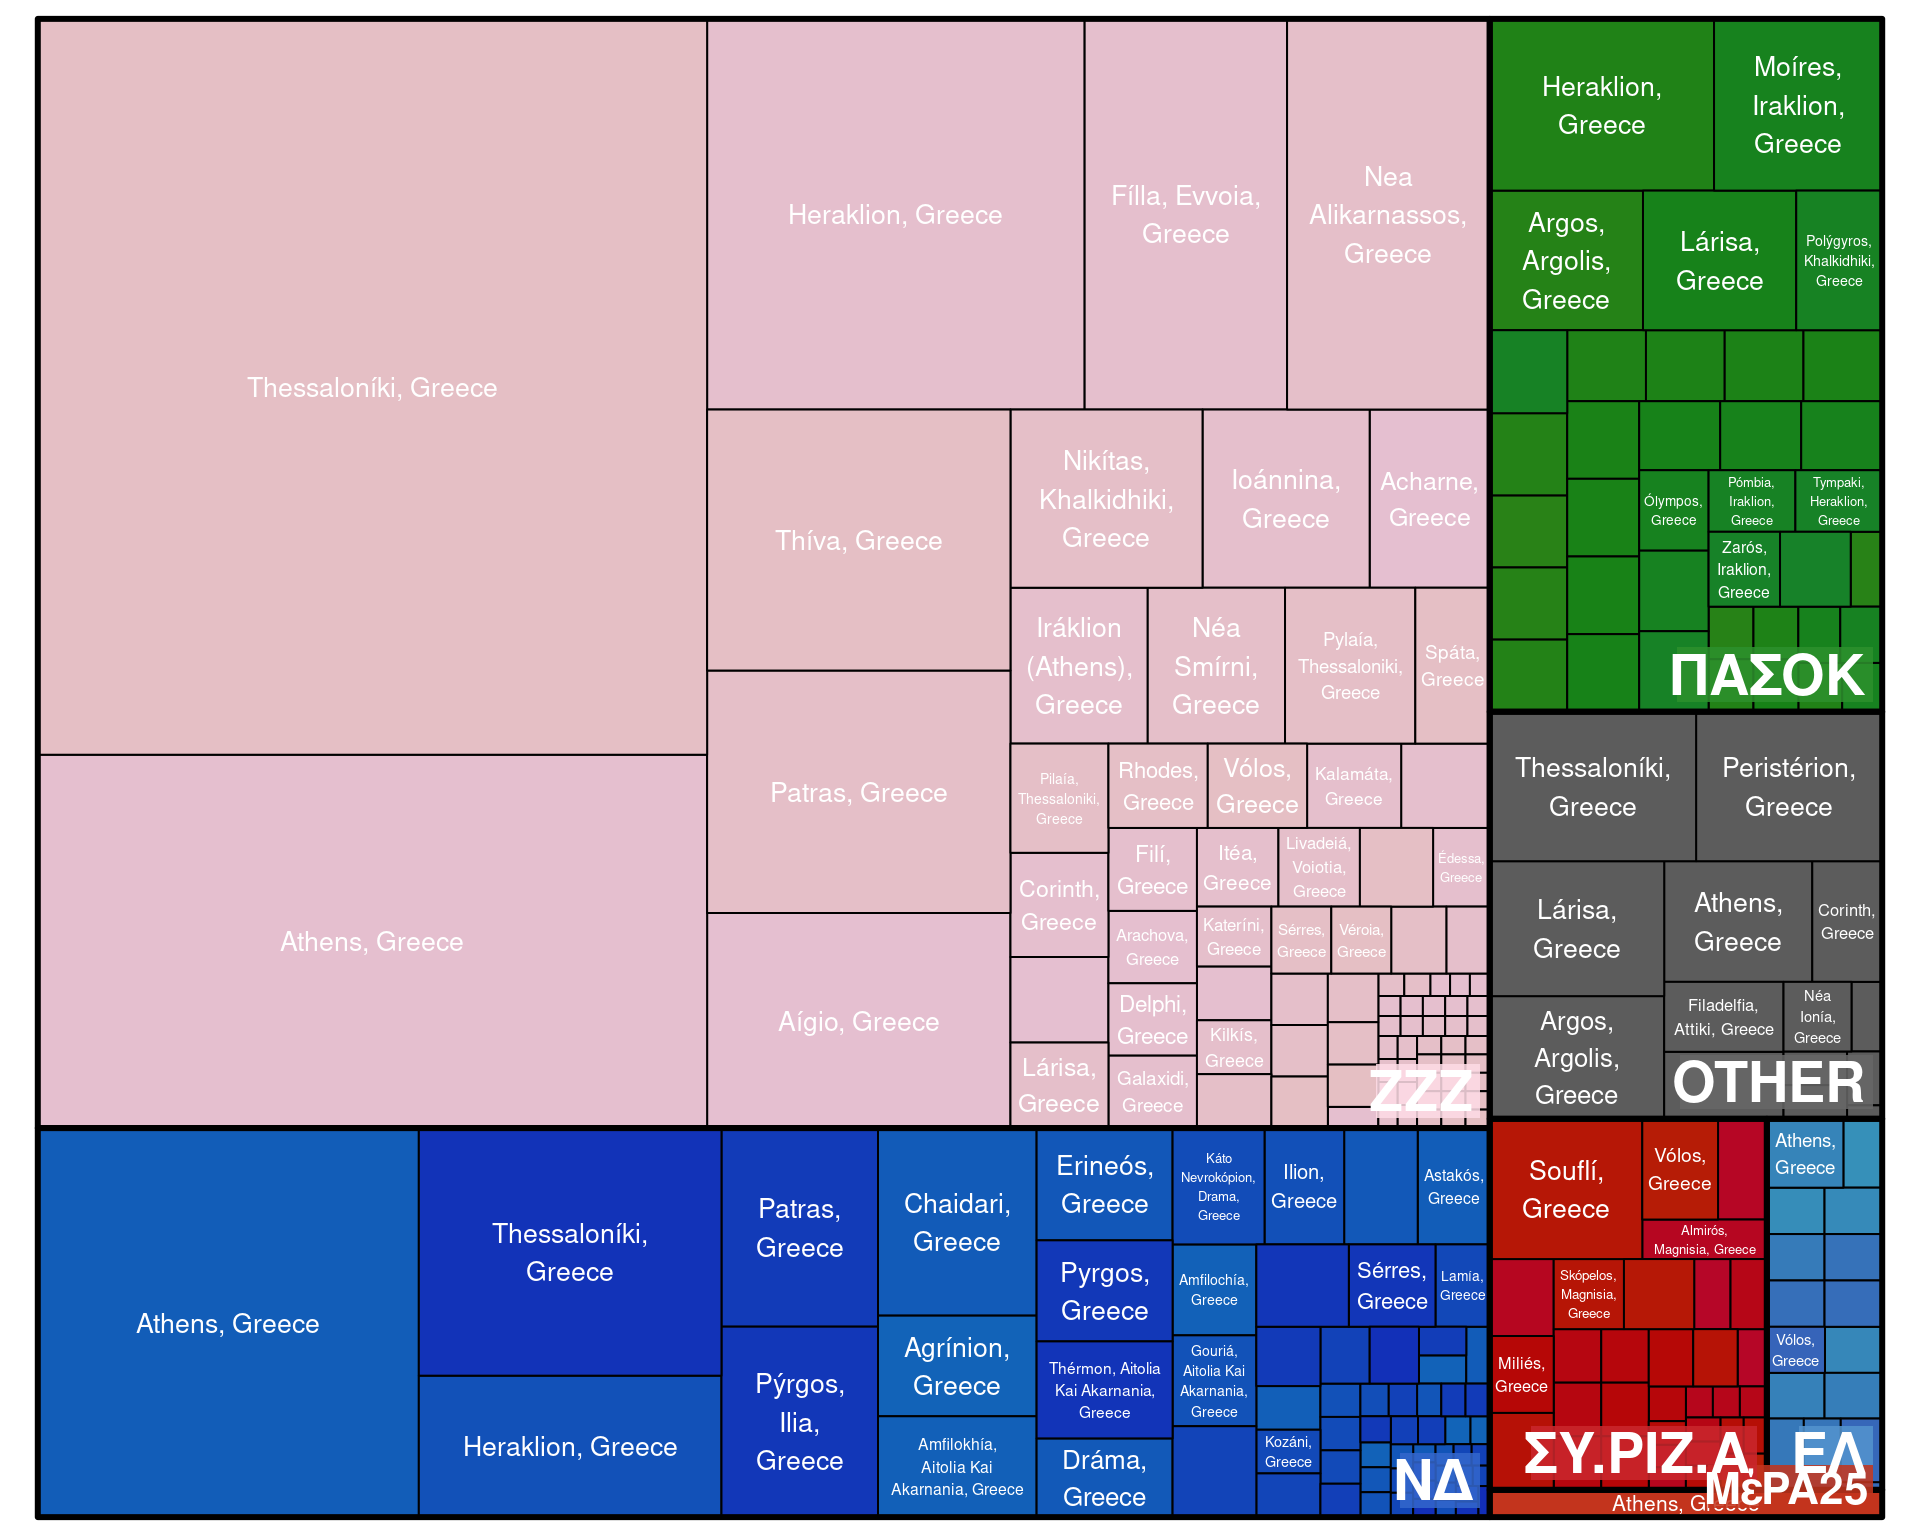 Thessaloníki, Greece
Athens, Greece
Heraklion, Greece
Fílla, Evvoia,
Greece
Nea
Alikarnassos,
Greece
Thíva, Greece
Patras, Greece
Aígio, Greece
Nikítas,
Khalkidhiki,
Greece
Ioánnina,
Greece
Acharne,
Greece
Iráklion
(Athens),
Greece
Néa
Smírni,
Greece
Pylaía,
Thessaloniki,
Greece
Spáta,
Greece
Pilaía,
Thessaloniki,
Greece
Rhodes,
Greece
Vólos,
Greece
Kalamáta,
Greece
Corinth,
Greece
Filí,
Greece
Itéa,
Greece
Livadeiá,
Voiotia,
Greece
Édessa,
Greece
Arachova,
Greece
Kateríni,
Greece
Sérres,
Greece
Véroia,
Greece
Delphi,
Greece
Kilkís,
Greece
Lárisa,
Greece
Galaxidi,
Greece
ZZZ
Athens, Greece
Thessaloníki,
Greece
Heraklion, Greece
Patras,
Greece
Pýrgos,
Ilia,
Greece
Chaidari,
Greece
Agrínion,
Greece
Amfilokhía,
Aitolia Kai
Akarnania, Greece
Erineós,
Greece
Pyrgos,
Greece
Thérmon, Aitolia
Kai Akarnania,
Greece
Dráma,
Greece
Káto
Nevrokópion,
Drama,
Greece
Ilion,
Greece
Astakós,
Greece
Amfilochía,
Greece
Sérres,
Greece
Lamía,
Greece
Gouriá,
Aitolia Kai
Akarnania,
Greece
Kozáni,
Greece
ΝΔ
Heraklion,
Greece
Moíres,
Iraklion,
Greece
Argos,
Argolis,
Greece
Lárisa,
Greece
Polýgyros,
Khalkidhiki,
Greece
Ólympos,
Greece
Pómbia,
Iraklion,
Greece
Tympaki,
Heraklion,
Greece
Zarós,
Iraklion,
Greece
ΠΑΣΟΚ
Thessaloníki,
Greece
Peristérion,
Greece
Lárisa,
Greece
Athens,
Greece
Corinth,
Greece
Argos,
Argolis,
Greece
Filadelfia,
Attiki, Greece
Néa
Ionía,
Greece
OTHER
Souflí,
Greece
Vólos,
Greece
Almirós,
Magnisia, Greece
Skópelos,
Magnisia,
Greece
Miliés,
Greece
ΣΥ.ΡΙΖ.Α.
Athens,
Greece
Vólos,
Greece
ΕΛ
Athens, Greece
ΜέΡΑ25